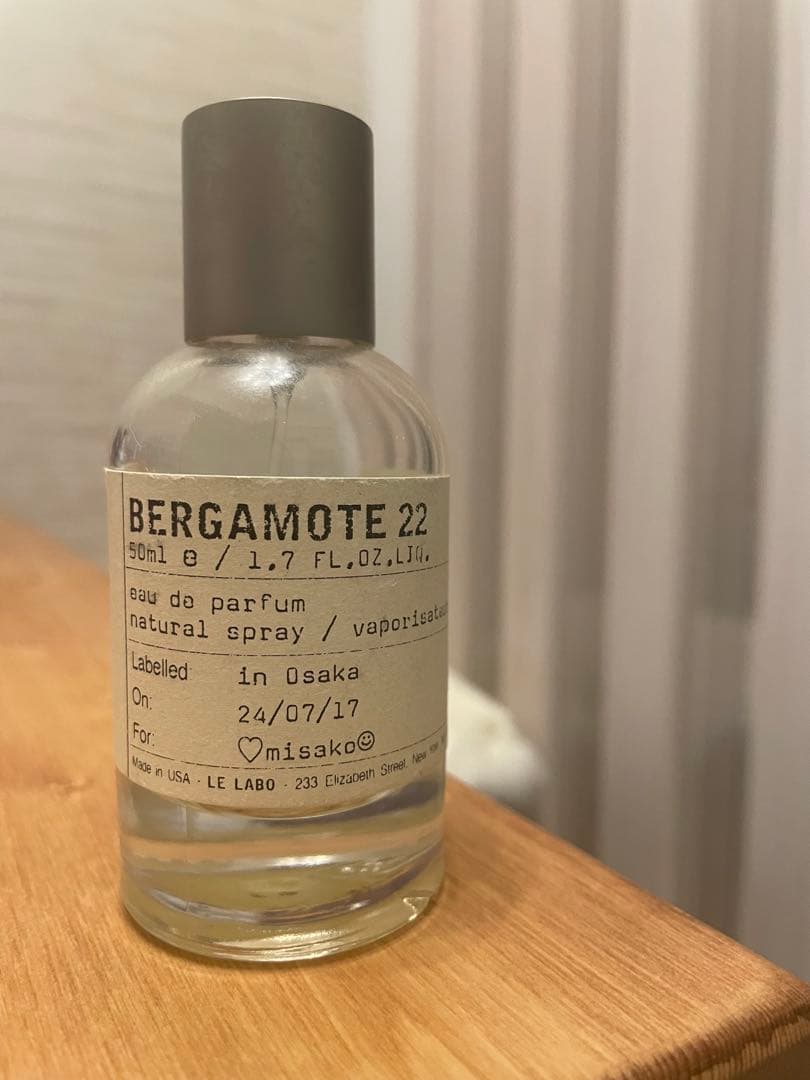 BERGAMOTE 22
50ml ℮ / 1.7 FL.OZ.LIQ.
eau de parfum
natural spray /
Labelled in Osaka
On: 24/07/17
For: ♡misako☺
Made in USA - LE LABO - 233 Elizabeth Street, New York